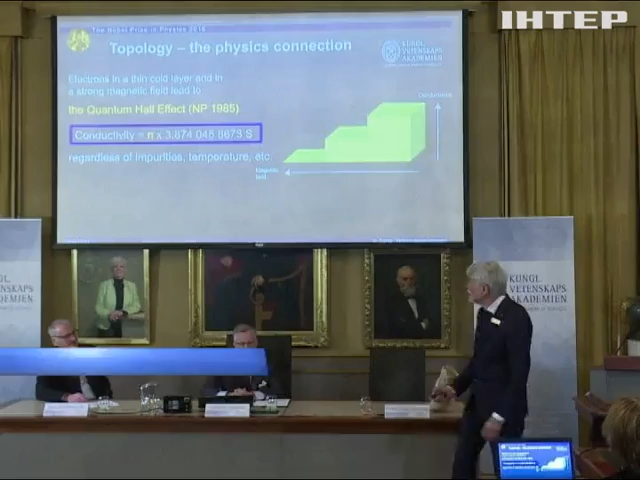 ІНТЕР
The Nobel Prize in Physics 2016
Topology – the physics connection
KUNGL.
VETENSKAPS
AKADEMIEN
Electrons in a thin cold layer and in
a strong magnetic field lead to
the Quantum Hall Effect (NP 1985)
Conductivity = n x 3.874 045 8673 S
regardless of impurities, temperature, etc.
Conductance
Magnetic
field
KUNGL.
VETENSKAPS
AKADEMIEN
KUNGL.
VETENSKAPS
AKADEMIEN